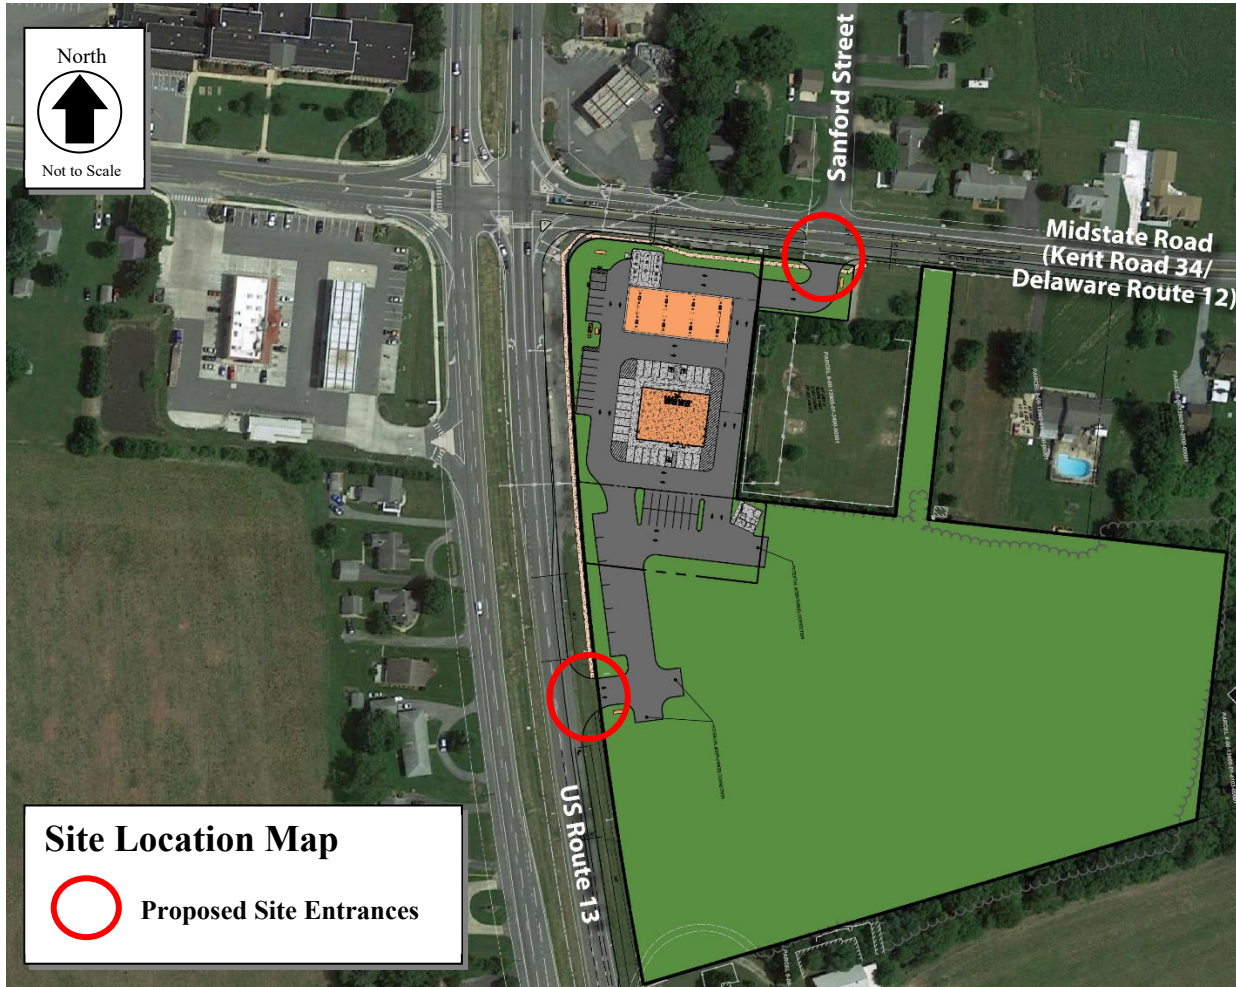 North
Not to Scale
Sanford Street
Midstate Road
(Kent Road 34/
Delaware Route 12)
US Route 13
Site Location Map
Proposed Site Entrances